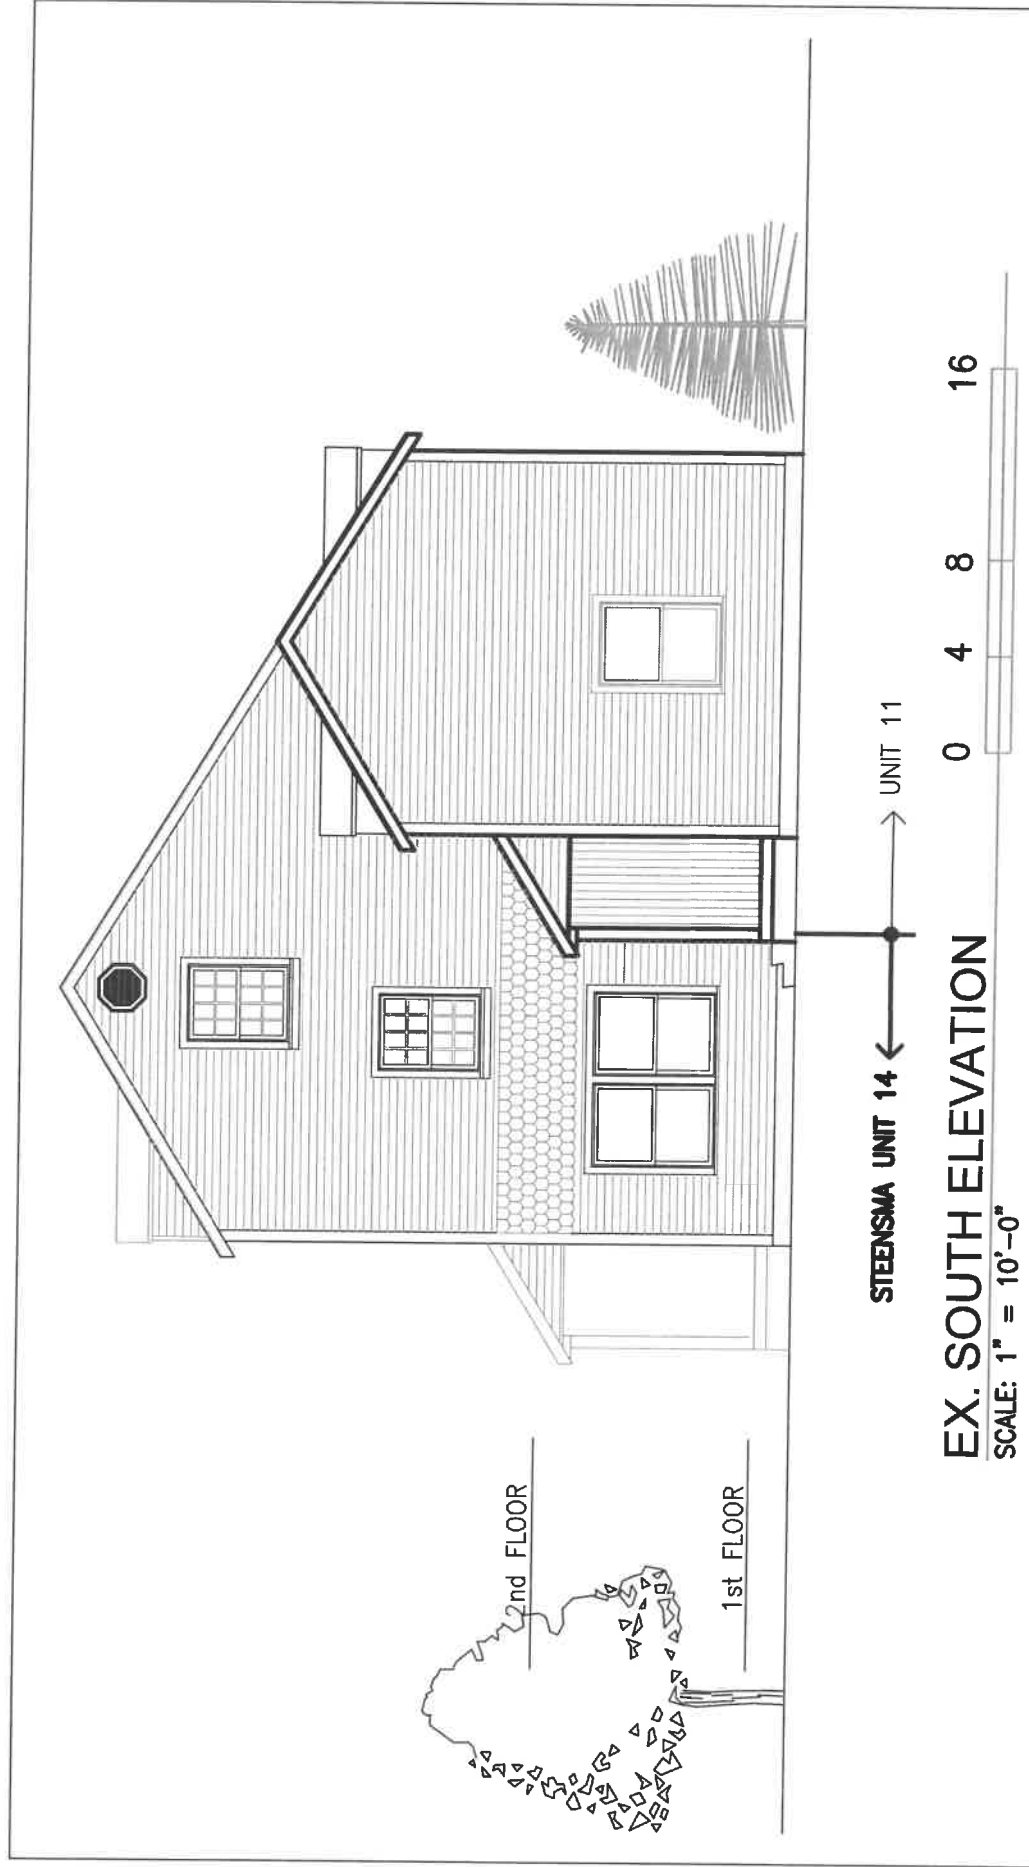 2nd FLOOR
1st FLOOR
STEENSMA UNIT 14
UNIT 11
EX. SOUTH ELEVATION
SCALE: 1" = 10'-0"
0 4 8 16